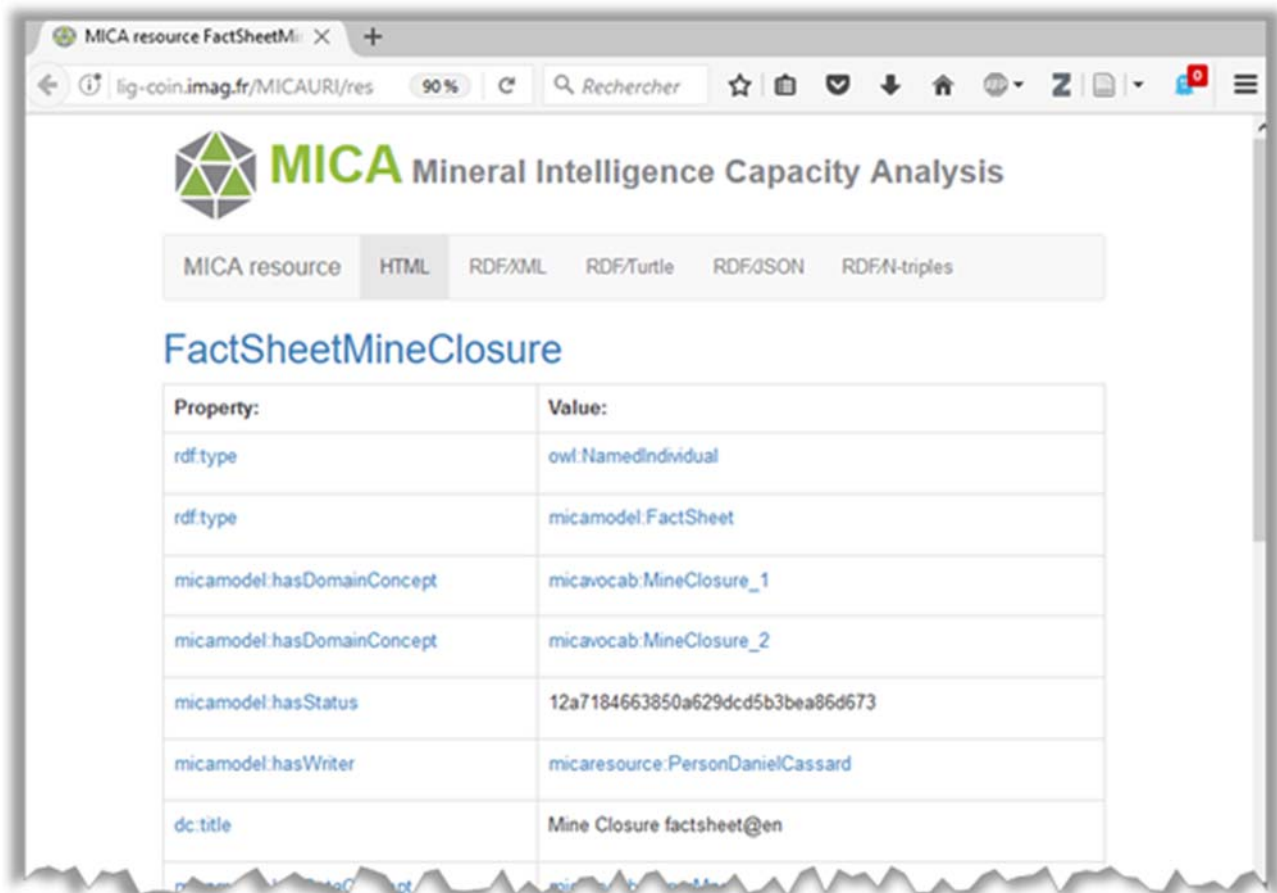 MICA resource FactSheetMi
lig-coin.imag.fr/MICAURI/res 90% Rechercher Z 0
MICA Mineral Intelligence Capacity Analysis
MICA resource HTML RDF/XML RDF/Turtle RDF/JSON RDF/N-triples
FactSheetMineClosure
Property: Value:
rdf:type owl:NamedIndividual
rdf:type micamodel:FactSheet
micamodel:hasDomainConcept micavocab:MineClosure_1
micamodel:hasDomainConcept micavocab:MineClosure_2
micamodel:hasStatus 12a7184663850a629dcd5b3bea86d673
micamodel:hasWriter micaresource:PersonDanielCassard
dc:title Mine Closure factsheet@en